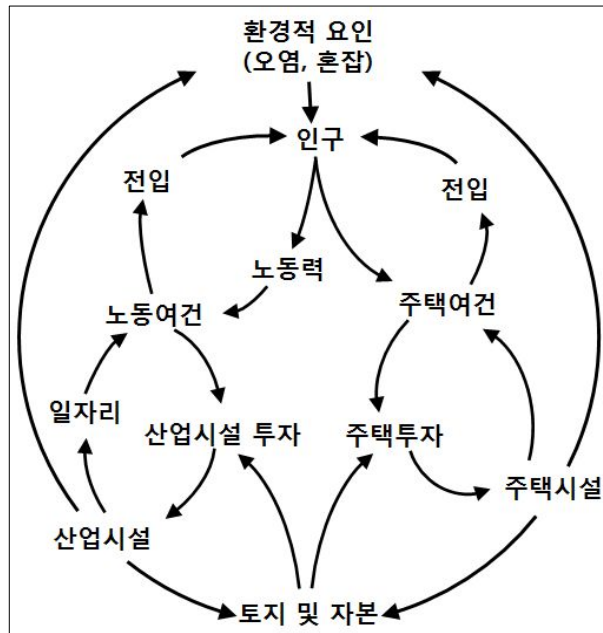 환경적 요인
(오염, 혼잡)
인구
전입
전입
노동력
노동여건
주택여건
일자리
산업시설 투자
주택투자
주택시설
산업시설
토지 및 자본